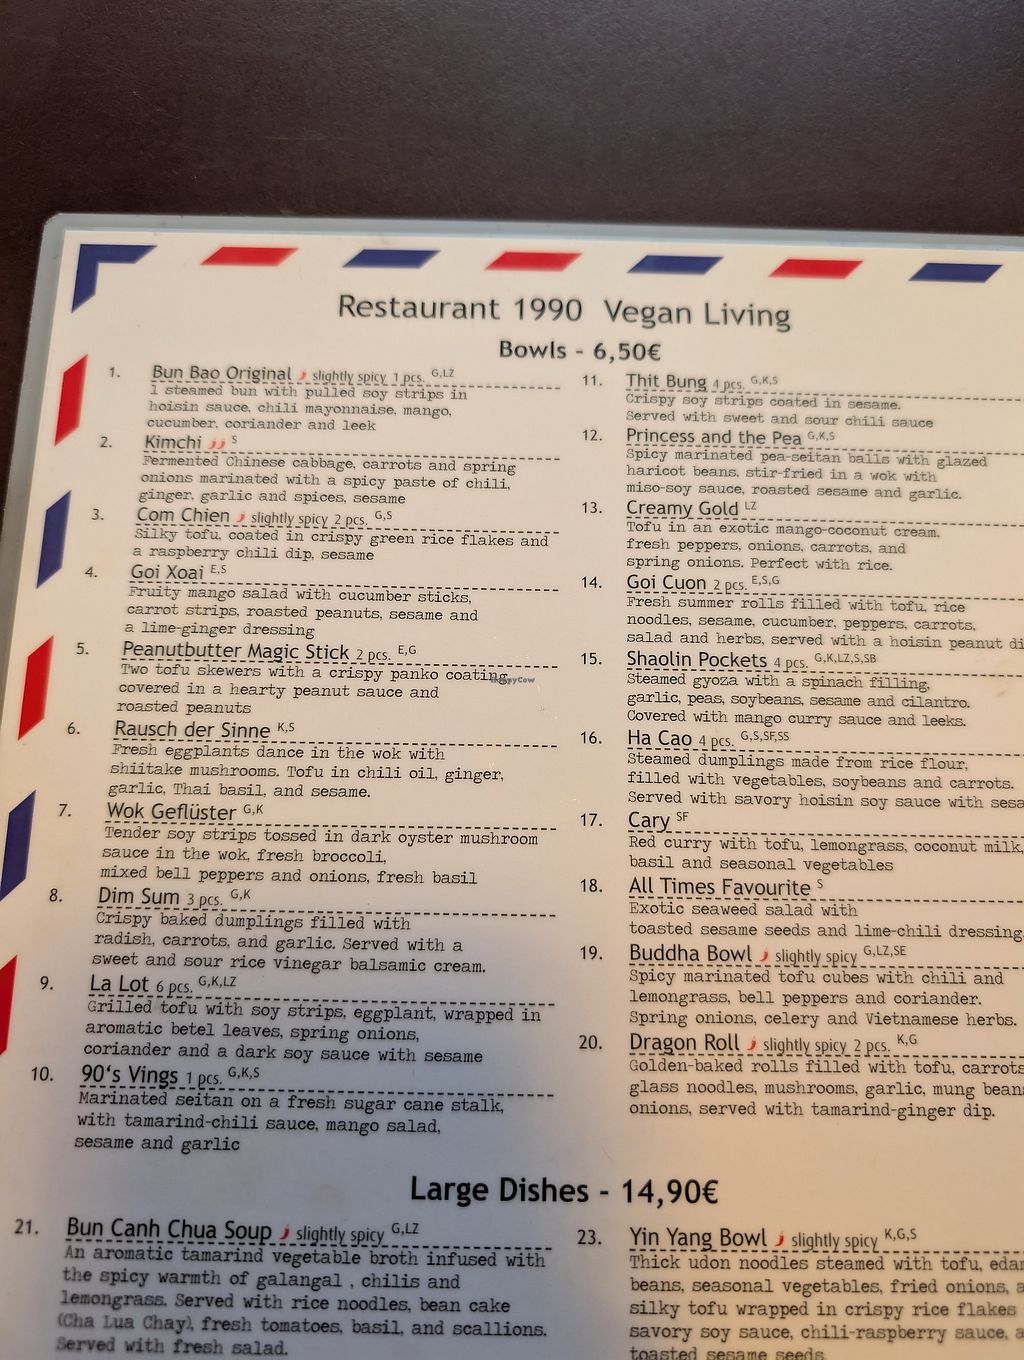 Restaurant 1990 Vegan Living
Bowls - 6,50€
1. Bun Bao Original slightly spicy 1 pcs. G,LZ
1 steamed bun with pulled soy strips in
hoisin sauce, chili mayonnaise, mango,
cucumber, coriander and leek
2. Kimchi S
Fermented Chinese cabbage, carrots and spring
onions marinated with a spicy paste of chili,
ginger, garlic and spices, sesame
3. Com Chien slightly spicy 2 pcs. G,S
Silky tofu, coated in crispy green rice flakes and
a raspberry chili dip, sesame
4. Goi Xoai E,S
Fruity mango salad with cucumber sticks,
carrot strips, roasted peanuts, sesame and
a lime-ginger dressing
5. Peanutbutter Magic Stick 2 pcs. E,G
Two tofu skewers with a crispy panko coating
covered in a hearty peanut sauce and
roasted peanuts
6. Rausch der Sinne K,S
Fresh eggplants dance in the wok with
shiitake mushrooms. Tofu in chili oil, ginger,
garlic, Thai basil, and sesame.
7. Wok Geflüster G,K
Tender soy strips tossed in dark oyster mushroom
sauce in the wok, fresh broccoli,
mixed bell peppers and onions, fresh basil
8. Dim Sum 3 pcs. G,K
Crispy baked dumplings filled with
radish, carrots, and garlic. Served with a
sweet and sour rice vinegar balsamic cream.
9. La Lot 6 pcs. G,K,LZ
Grilled tofu with soy strips, eggplant, wrapped in
aromatic betel leaves, spring onions,
coriander and a dark soy sauce with sesame
10. 90's Vings 1 pcs. G,K,S
Marinated seitan on a fresh sugar cane stalk,
with tamarind-chili sauce, mango salad,
sesame and garlic
11. Thit Bung 4 pcs. G,K,S
Crispy soy strips coated in sesame.
Served with sweet and sour chili sauce
12. Princess and the Pea G,K,S
Spicy marinated pea-seitan balls with glazed
haricot beans, stir-fried in a wok with
miso-soy sauce, roasted sesame and garlic.
13. Creamy Gold LZ
Tofu in an exotic mango-coconut cream,
fresh peppers, onions, carrots, and
spring onions. Perfect with rice.
14. Goi Cuon 2 pcs. E,S,G
Fresh summer rolls filled with tofu, rice
noodles, sesame, cucumber, peppers, carrots,
salad and herbs, served with a hoisin peanut di
15. Shaolin Pockets 4 pcs. G,K,LZ,S,SB
Steamed gyoza with a spinach filling,
garlic, peas, soybeans, sesame and cilantro.
Covered with mango curry sauce and leeks.
16. Ha Cao 4 pcs. G,S,SF,SS
Steamed dumplings made from rice flour,
filled with vegetables, soybeans and carrots.
Served with savory hoisin soy sauce with sesa
17. Cary SF
Red curry with tofu, lemongrass, coconut milk,
basil and seasonal vegetables
18. All Times Favourite S
Exotic seaweed salad with
toasted sesame seeds and lime-chili dressing
19. Buddha Bowl slightly spicy G,LZ,SE
Spicy marinated tofu cubes with chili and
lemongrass, bell peppers and coriander.
Spring onions, celery and Vietnamese herbs.
20. Dragon Roll slightly spicy 2 pcs. K,G
Golden-baked rolls filled with tofu, carrots
glass noodles, mushrooms, garlic, mung bean
onions, served with tamarind-ginger dip.
HappyCow
Large Dishes - 14,90€
21. Bun Canh Chua Soup slightly spicy G,LZ
An aromatic tamarind vegetable broth infused with
the spicy warmth of galangal , chilis and
lemongrass. Served with rice noodles, bean cake
(Cha Lua Chay), fresh tomatoes, basil, and scallions.
Served with fresh salad.
23. Yin Yang Bowl slightly spicy K,G,S
Thick udon noodles steamed with tofu, eda
beans, seasonal vegetables, fried onions, a
silky tofu wrapped in crispy rice flakes
savory soy sauce, chili-raspberry sauce, a
toasted sesame seeds.